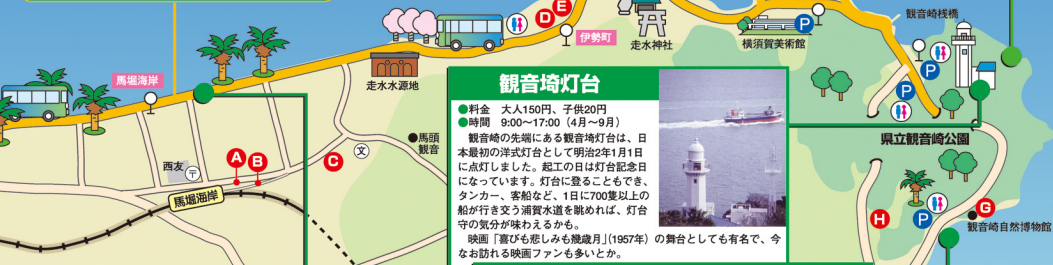 観音崎桟橋
D
E
伊勢町
走水神社
横須賀美術館
P
P
P
走水水源地
馬堀海岸
馬頭
観音
文
西友
〒
A
B
C
馬堀海岸
観音埼灯台
●料金 大人150円、子供20円
●時間 9:00〜17:00（4月〜9月）
観音崎の先端にある観音埼灯台は、日
本最初の洋式灯台として明治2年1月1日
に点灯しました。起工の日は灯台記念日
になっています。灯台に登ることもでき、
タンカー、客船など、1日に700隻以上の
船が行き交う浦賀水道を眺めれば、灯台
守の気分が味わえるかも。
映画「喜びも悲しみも幾歳月」(1957年）の舞台としても有名で、今
なお訪れる映画ファンも多いとか。
県立観音崎公園
H
P
G
観音崎自然博物館